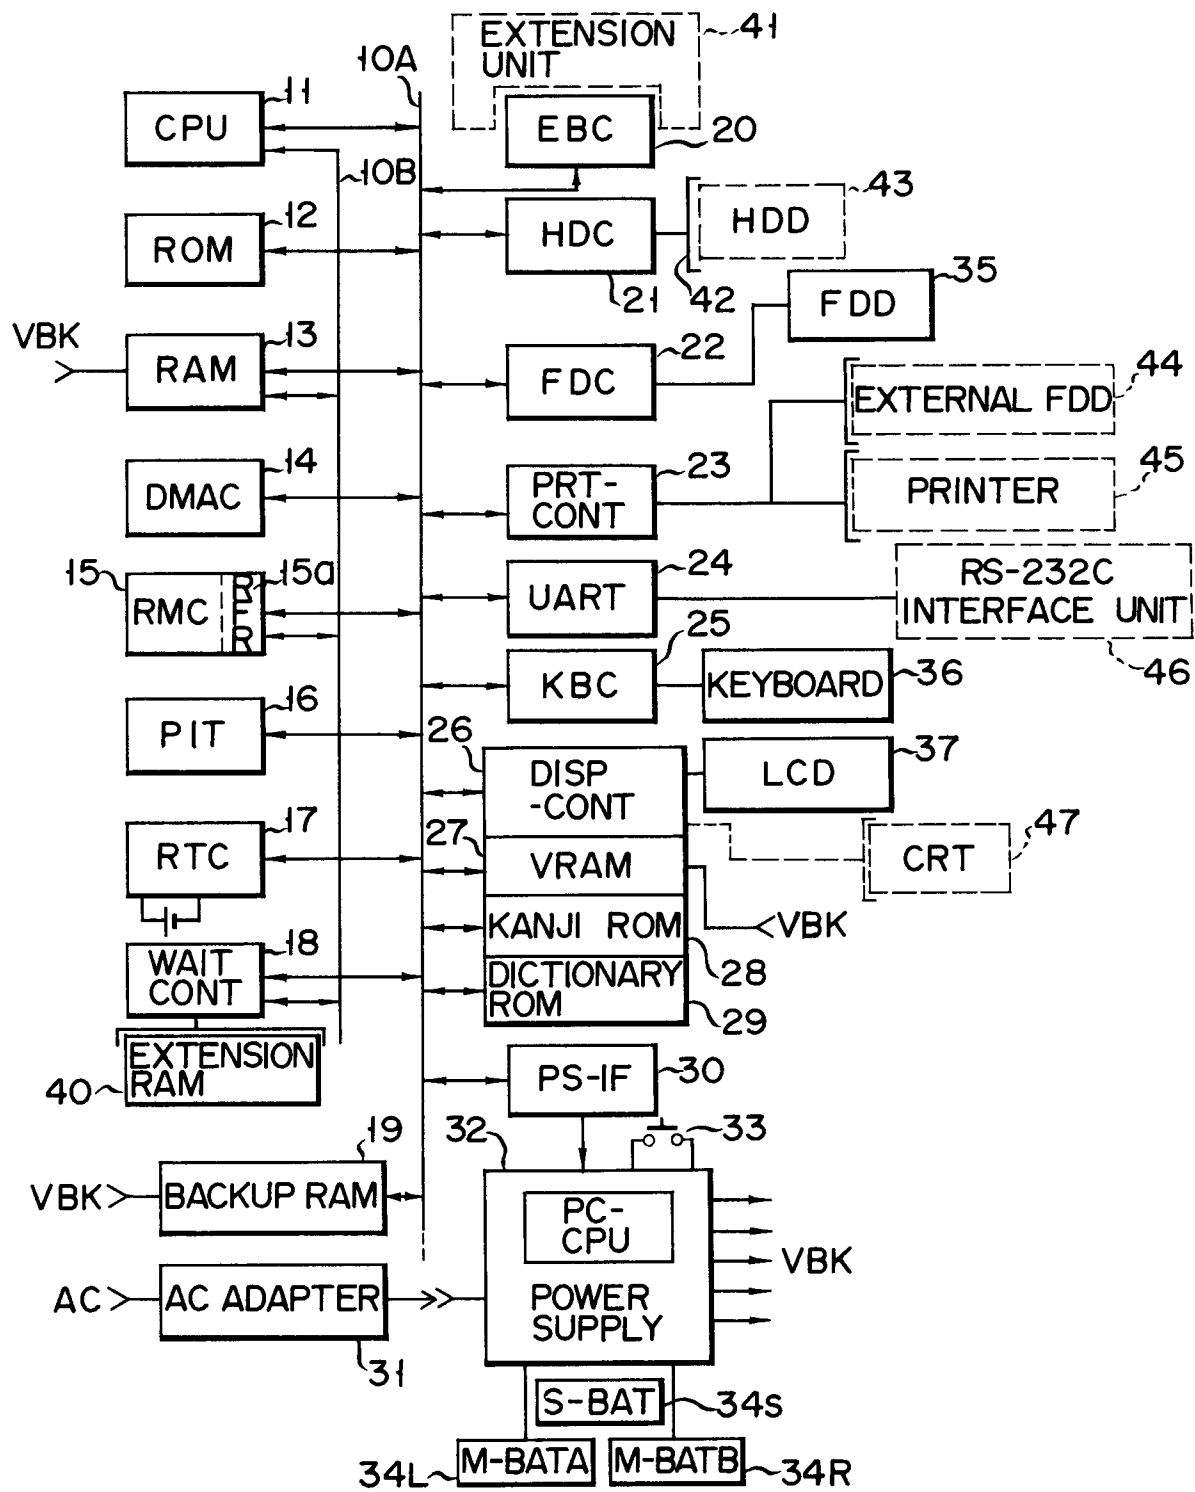 EXTENSION
UNIT
41
10A
11
CPU
EBC
20
10B
12
ROM
HDC
21
42
HDD
43
35
FDD
VBK
13
RAM
22
FDC
44
EXTERNAL FDD
14
DMAC
23
PRT-
CONT
45
PRINTER
15
RMC
R
F
R
15a
24
UART
RS-232C
INTERFACE UNIT
46
25
KBC
KEYBOARD
36
16
PIT
26
DISP
-CONT
LCD
37
17
RTC
27
VRAM
CRT
47
VBK
KANJI ROM
28
18
WAIT
CONT
DICTIONARY
ROM
29
EXTENSION
RAM
40
PS-IF
30
19
BACKUP RAM
VBK
32
33
PC-
CPU
POWER
SUPPLY
VBK
AC
AC ADAPTER
31
S-BAT
34S
M-BATA
34L
M-BATB
34R